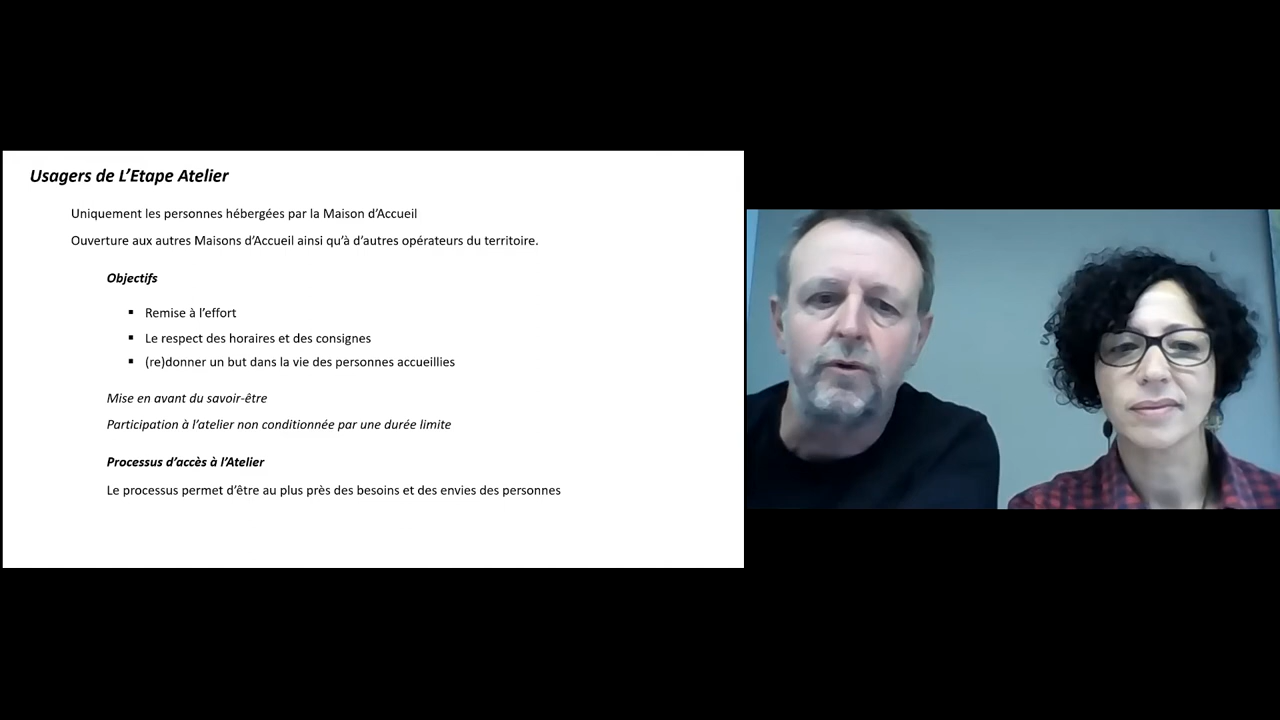 Usagers de L'Etape Atelier
Uniquement les personnes hébergées par la Maison d'Accueil
Ouverture aux autres Maisons d'Accueil ainsi qu'à d'autres opérateurs du territoire.
Objectifs
▪ Remise à l'effort
▪ Le respect des horaires et des consignes
▪ (re)donner un but dans la vie des personnes accueillies
Mise en avant du savoir-être
Participation à l'atelier non conditionnée par une durée limite
Processus d'accès à l'Atelier
Le processus permet d'être au plus près des besoins et des envies des personnes